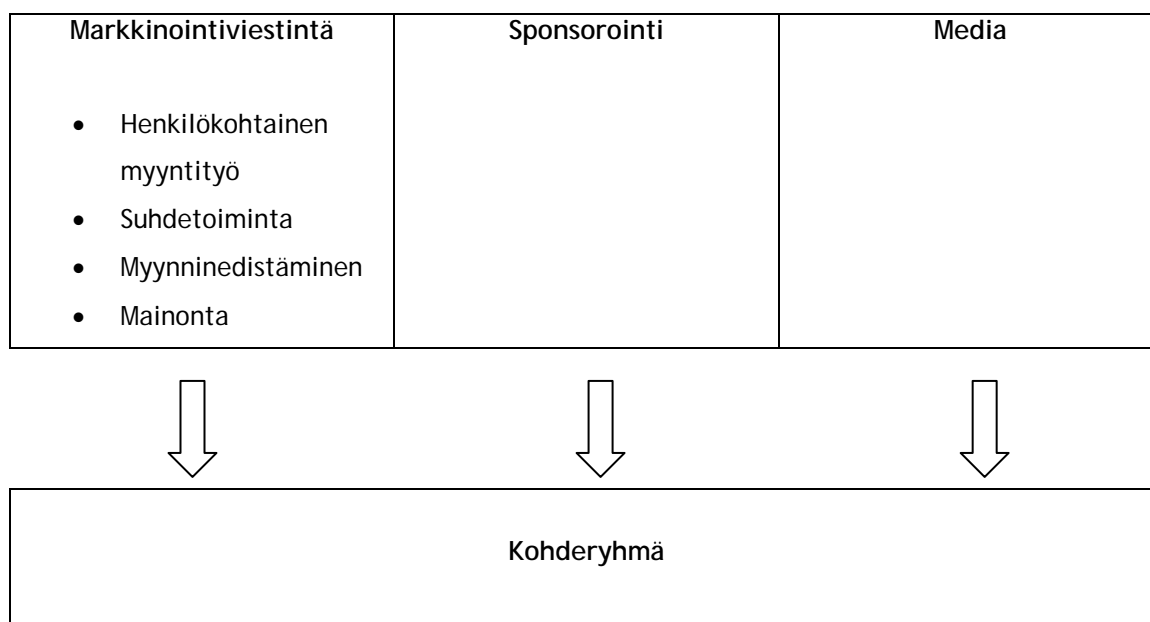 Markkinointiviestintä
Sponsorointi
Media
• Henkilökohtainen
myyntityö
• Suhdetoiminta
• Myynninedistäminen
• Mainonta
Kohderyhmä